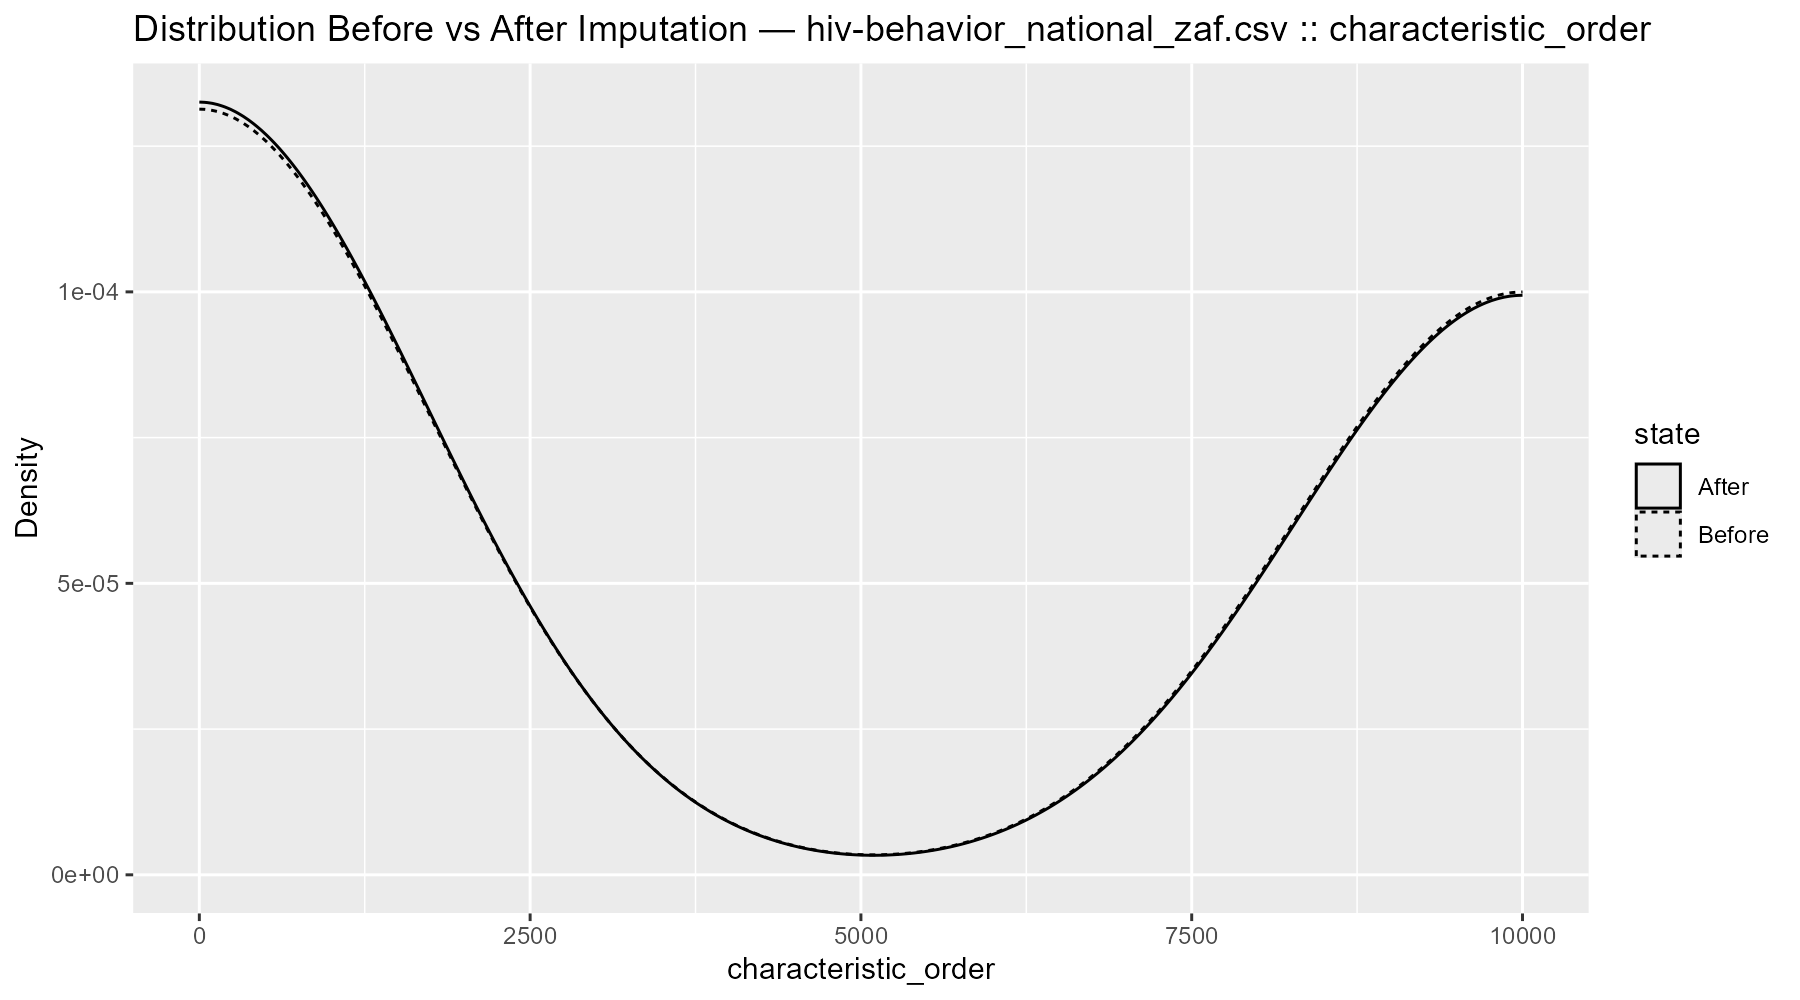 Distribution Before vs After Imputation — hiv-behavior_national_zaf.csv :: characteristic_order
Density
1e-04
5e-05
0e+00
0
2500
5000
7500
10000
characteristic_order
state
After
Before